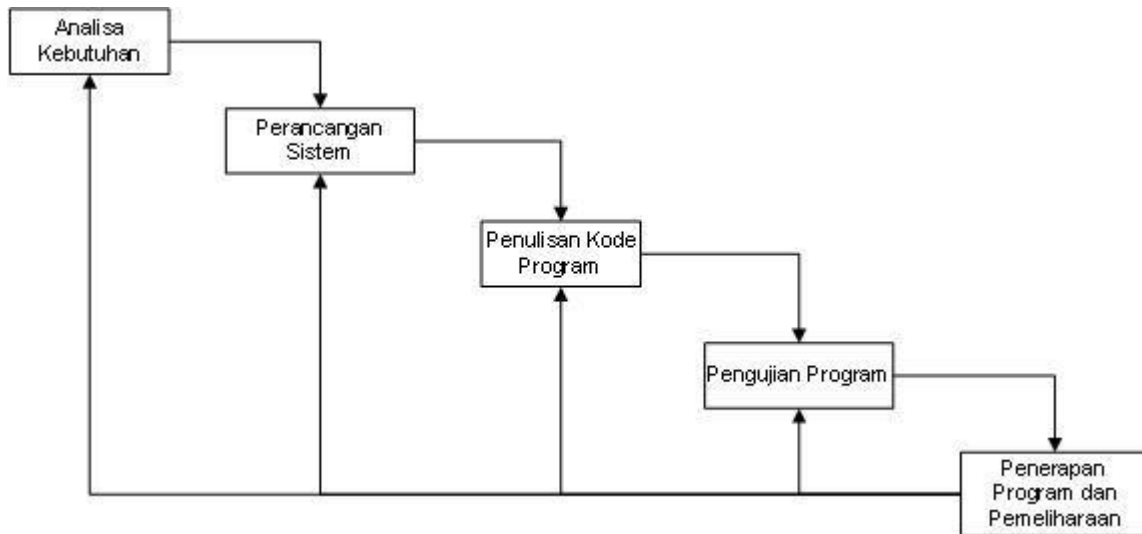 Analisa
Kebutuhan
Perancangan
Sistem
Penulisan Kode
Program
Pengujian Program
Penerapan
Program dan
Pemeliharaan